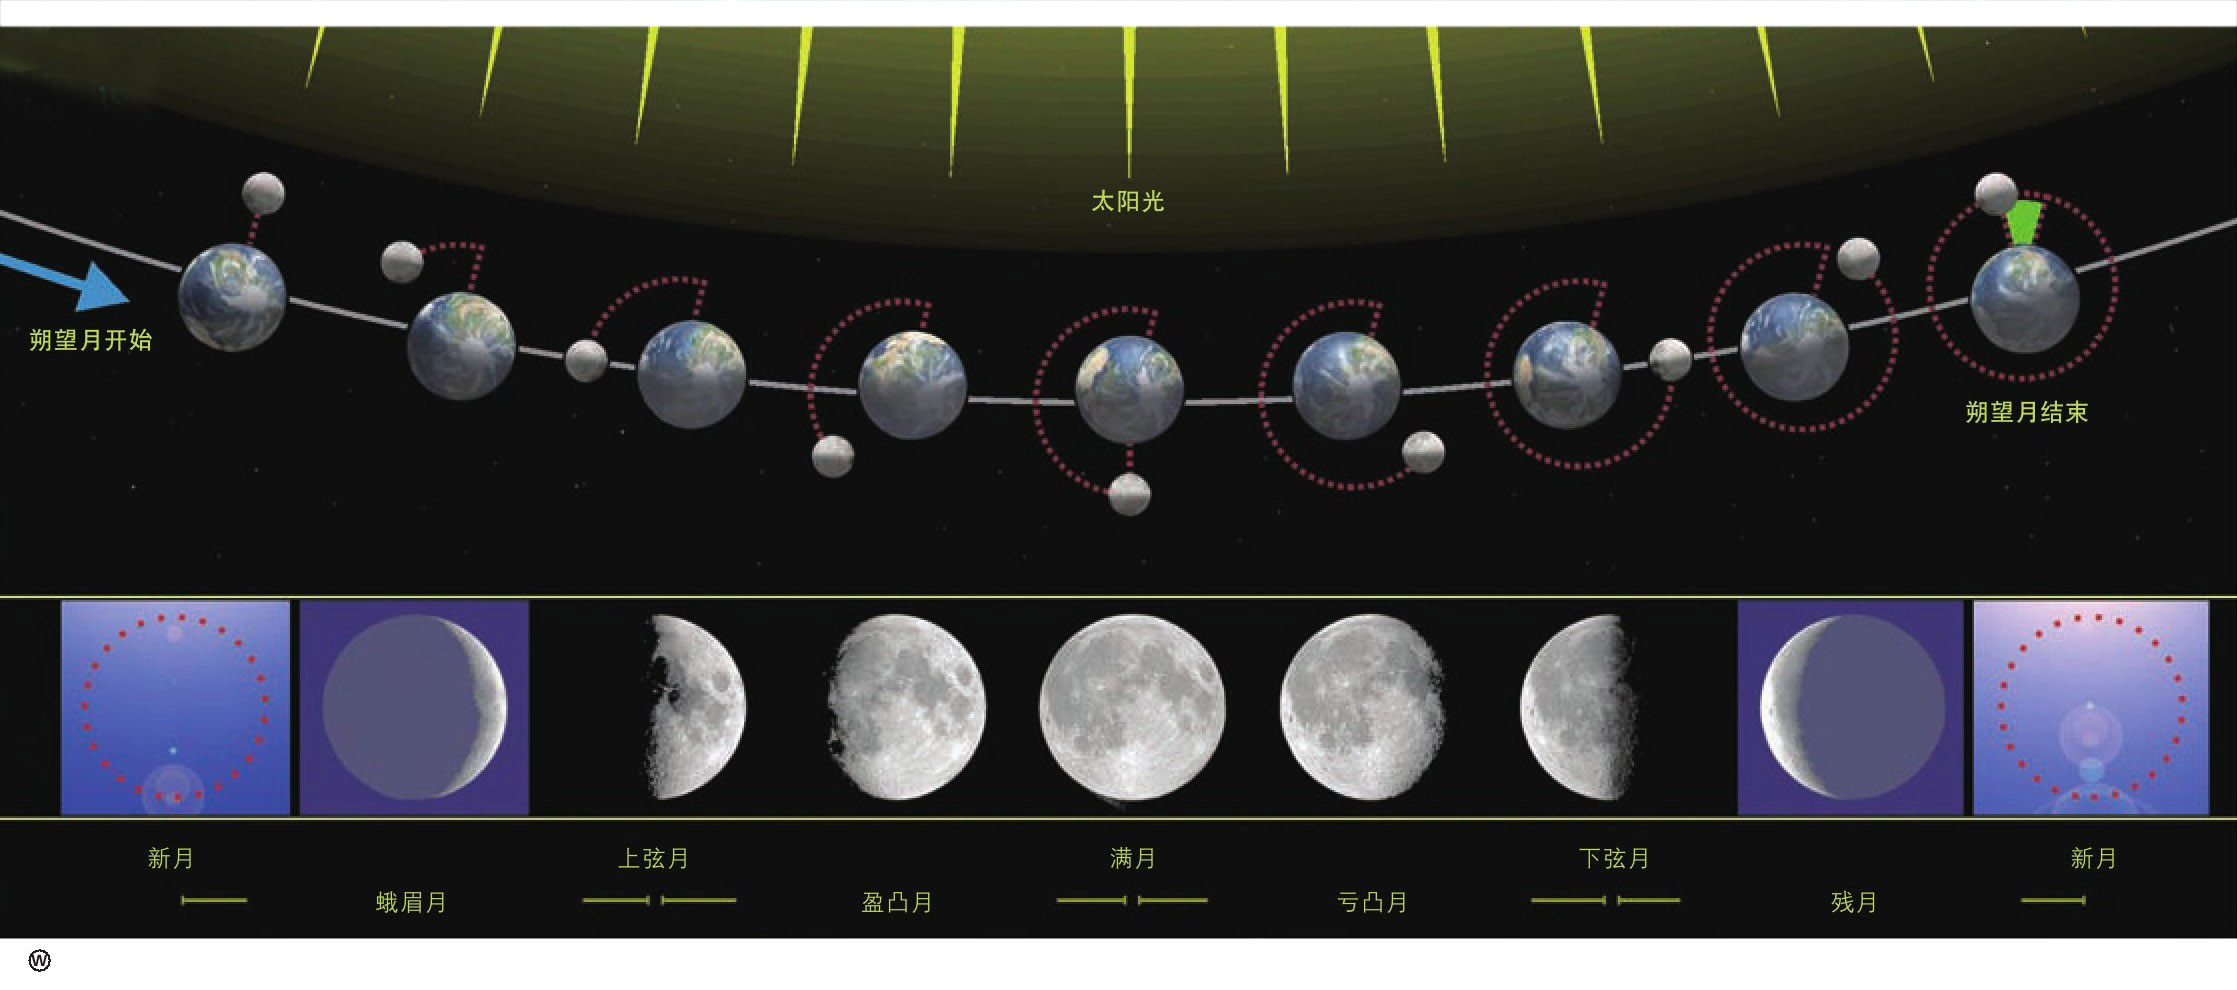 太阳光
朔望月开始
朔望月结束
新月
上弦月
满月
下弦月
新月
蛾眉月
盈凸月
亏凸月
残月
Ⓦ